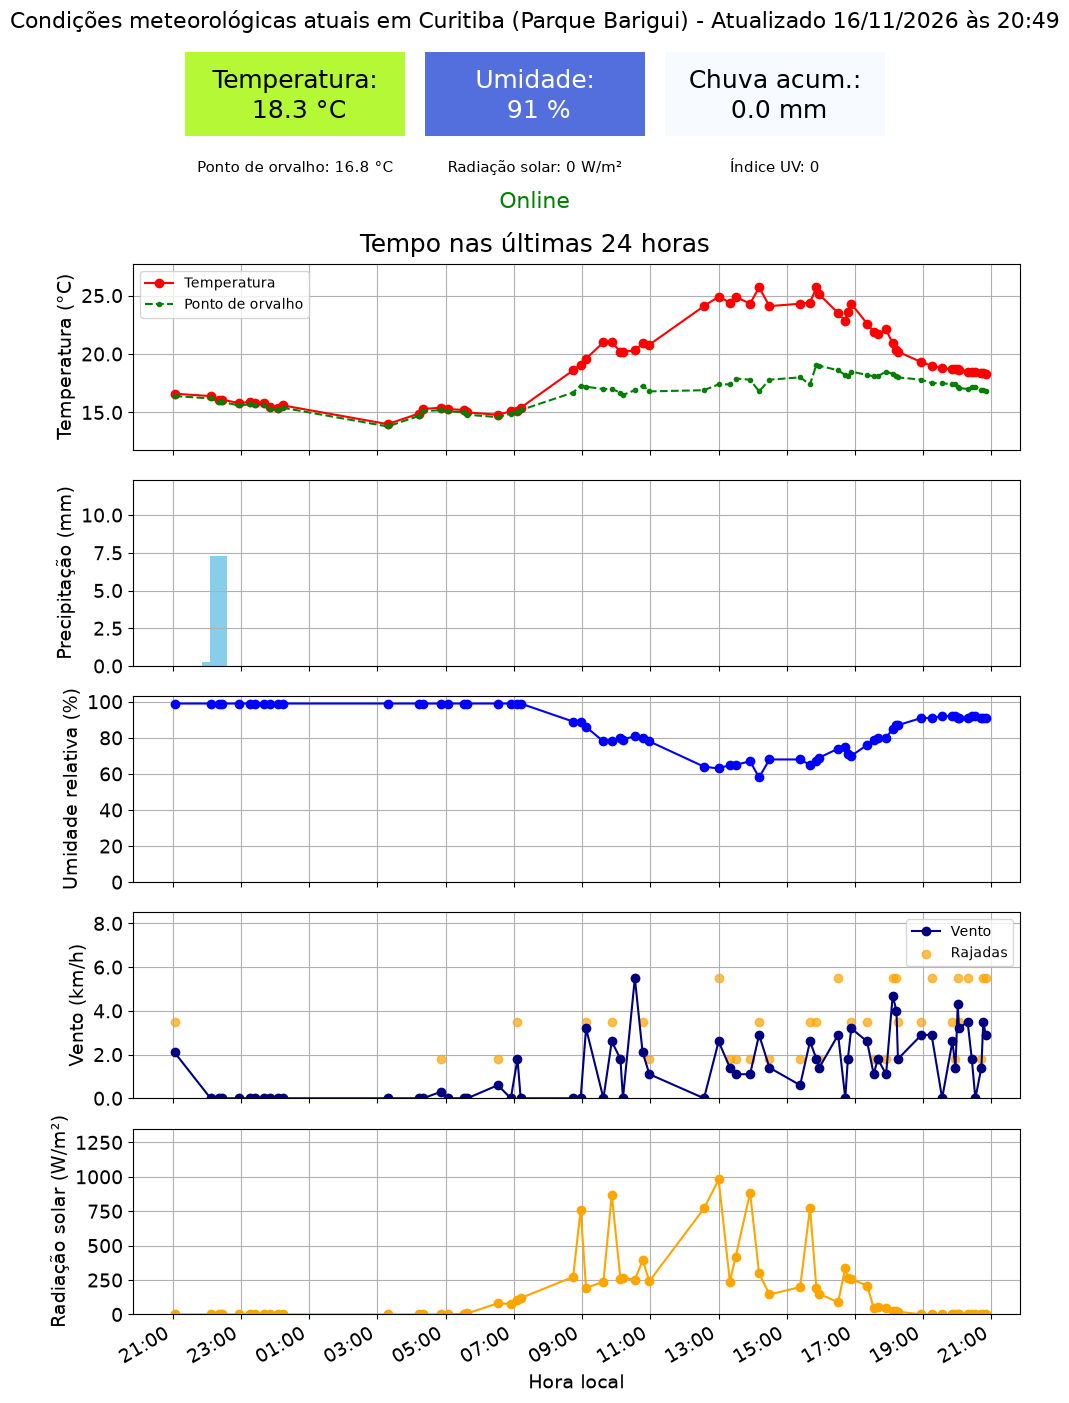 Condições meteorológicas atuais em Curitiba (Parque Barigui) - Atualizado 16/11/2026 às 20:49
Temperatura:
18.3 °C
Umidade:
91 %
Chuva acum.:
0.0 mm
Ponto de orvalho: 16.8 °C
Radiação solar: 0 W/m²
Índice UV: 0
Online
Tempo nas últimas 24 horas
Temperatura (°C)
25.0
20.0
15.0
Temperatura
Ponto de orvalho
Precipitação (mm)
10.0
7.5
5.0
2.5
0.0
Umidade relativa (%)
100
80
60
40
20
0
Vento (km/h)
8.0
6.0
4.0
2.0
0.0
Vento
Rajadas
Radiação solar (W/m²)
1250
1000
750
500
250
0
21:00
23:00
01:00
03:00
05:00
07:00
09:00
11:00
13:00
15:00
17:00
19:00
21:00
Hora local